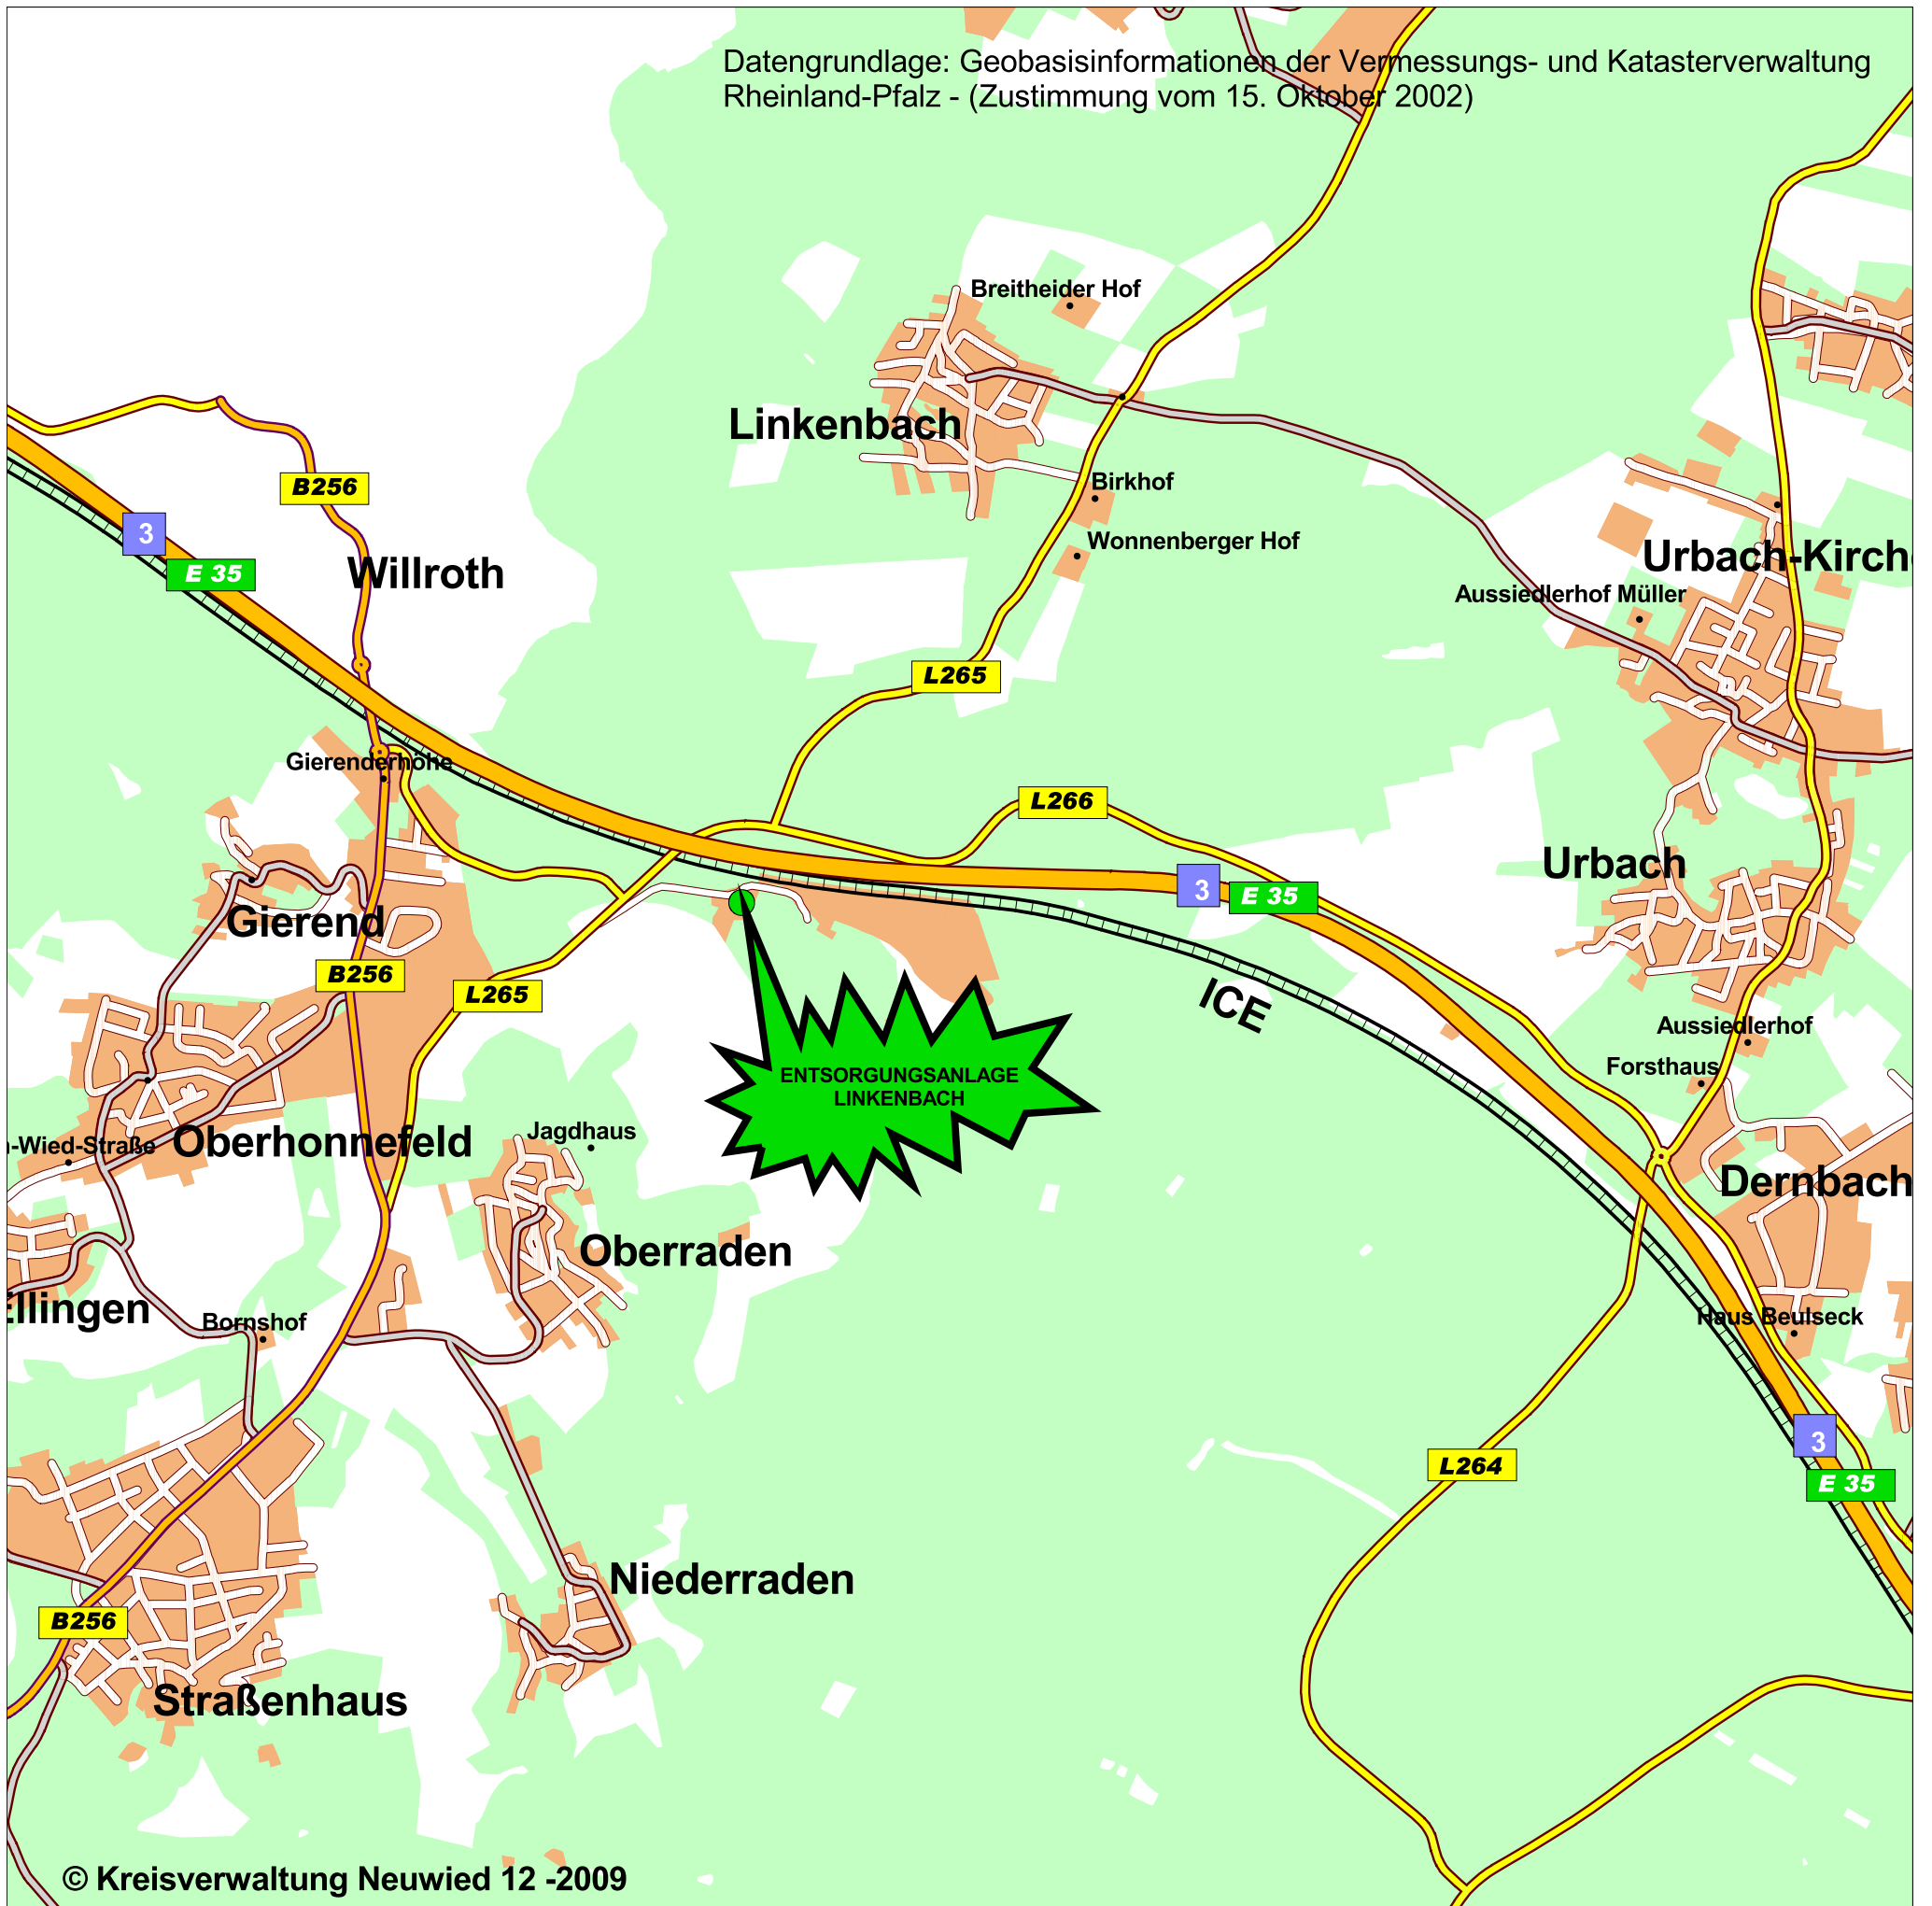 Datengrundlage: Geobasisinformationen der Vermessungs- und Katasterverwaltung
Rheinland-Pfalz - (Zustimmung vom 15. Oktober 2002)
Breitheider Hof
Linkenbach
Birkhof
B256
3
Wonnenberger Hof
Urbach-Kirch
E 35
Willroth
Aussiedlerhof Müller
L265
Gierenderhöhe
L266
Urbach
3
E 35
Gierend
B256
L265
ICE
Aussiedlerhof
Forsthaus
ENTSORGUNGSANLAGE
LINKENBACH
Jagdhaus
-Wied-Straße
Oberhonnefeld
Dernbach
Oberraden
Ellingen
Bornshof
Haus Beulseck
3
L264
E 35
Niederraden
B256
Straßenhaus
© Kreisverwaltung Neuwied 12 -2009